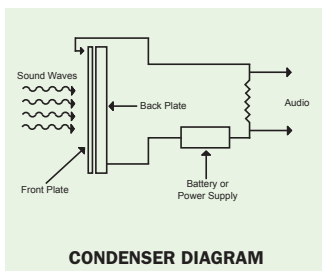 Sound Waves
Back Plate
Audio
Front Plate
Battery or
Power Supply
CONDENSER DIAGRAM